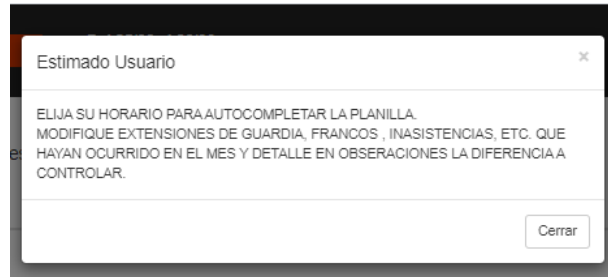 Estimado Usuario
×
ELIJA SU HORARIO PARA AUTOCOMPLETAR LA PLANILLA.
MODIFIQUE EXTENSIONES DE GUARDIA, FRANCOS , INASISTENCIAS, ETC. QUE
HAYAN OCURRIDO EN EL MES Y DETALLE EN OBSERACIONES LA DIFERENCIA A
CONTROLAR.
Cerrar